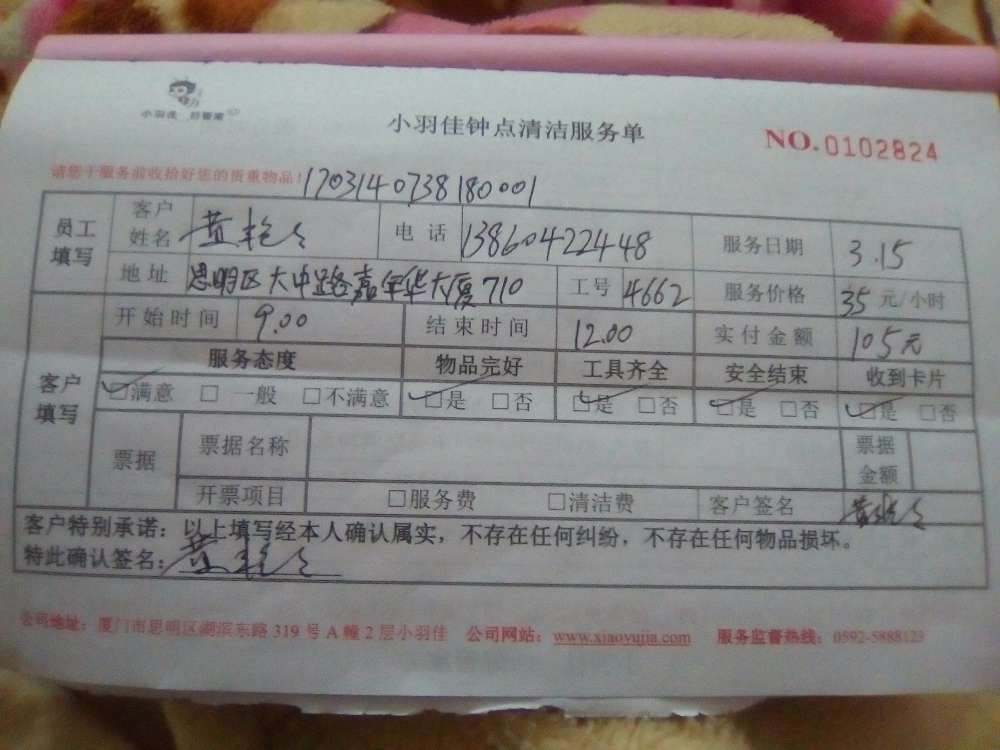 小羽佳 好管家
小羽佳钟点清洁服务单
NO.0102824
请您于服务前收拾好您的贵重物品!
1703140738180001
员工填写 客户姓名 黄 电话 13860422448 服务日期 3.15
地址 思明区大中路嘉年华大厦710 工号 4662 服务价格 35元/小时
客户填写 开始时间 9.00 结束时间 12.00 实付金额 105元
服务态度 物品完好 工具齐全 安全结束 收到卡片
☑满意 □一般 □不满意 ☑是 □否 ☑是 □否 ☑是 □否 ☑是 □否
票据 票据名称 票据金额
开票项目 □服务费 □清洁费 客户签名
客户特别承诺:以上填写经本人确认属实,不存在任何纠纷,不存在任何物品损坏。
特此确认签名:
公司地址:厦门市思明区湖滨东路319号A幢2层小羽佳 公司网站:www.xiaoyujia.com 服务监督热线:0592-5888123